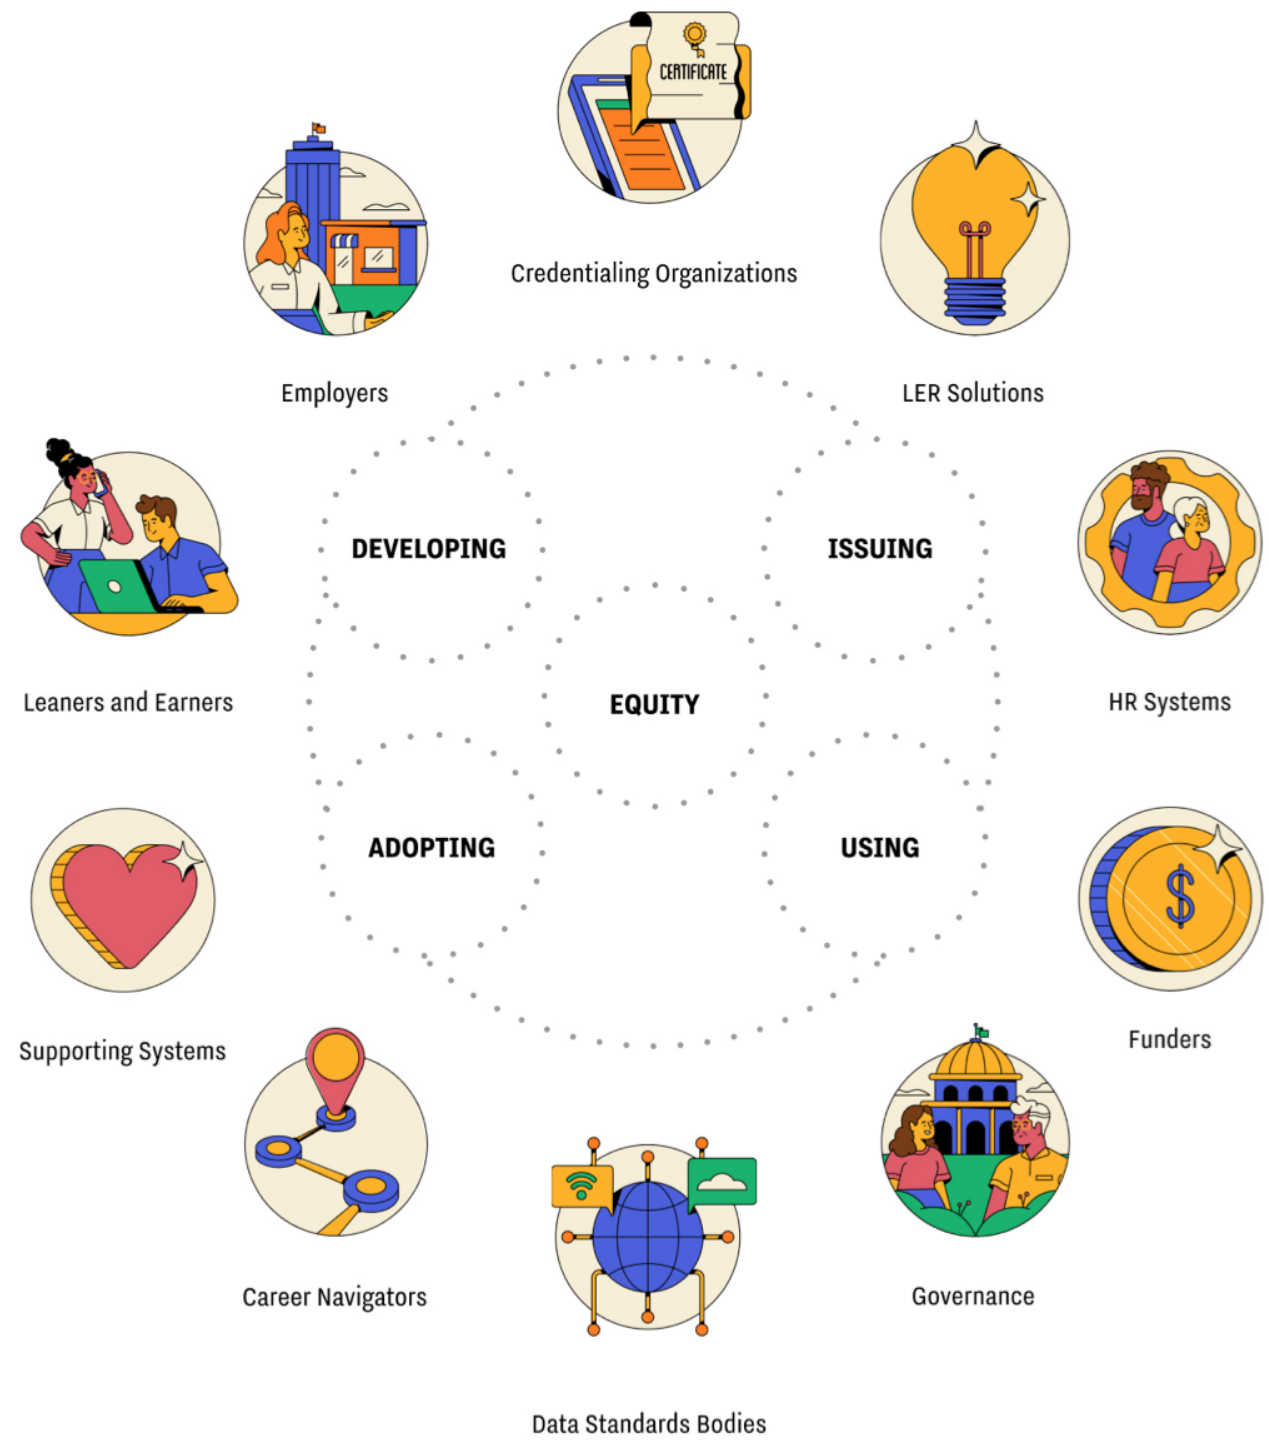 CERTIFICATE
Credentialing Organizations
Employers
LER Solutions
DEVELOPING
ISSUING
EQUITY
Leaners and Earners
HR Systems
ADOPTING
USING
$
Supporting Systems
Funders
Career Navigators
Governance
Data Standards Bodies